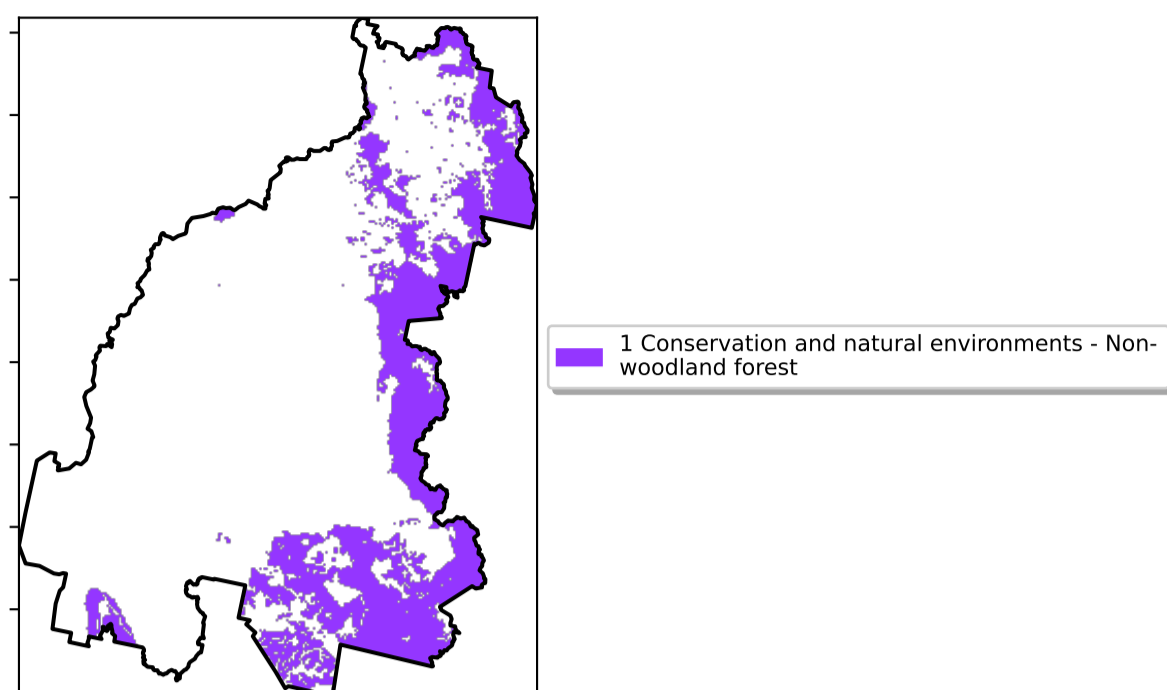 1 Conservation and natural environments - Non-
woodland forest